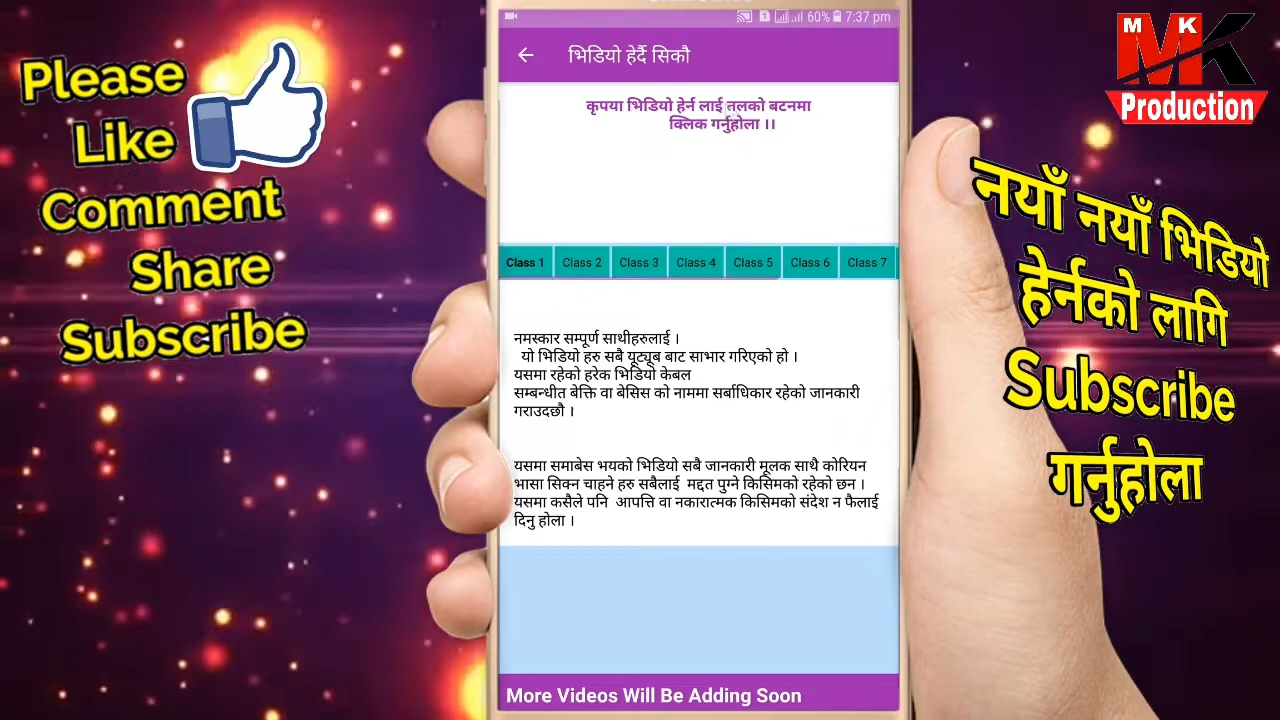 Please
Like
Comment
Share
Subscribe
60% 7:37 pm
भिडियो हेर्दै सिकौ
कृपया भिडियो हेर्न लाई तलको बटनमा
क्लिक गर्नुहोला ।।
Class 1 Class 2 Class 3 Class 4 Class 5 Class 6 Class 7
नमस्कार सम्पूर्ण साथीहरुलाई ।
यो भिडियो हरु सबै यूट्यूब बाट साभार गरिएको हो ।
यसमा रहेको हरेक भिडियो केबल
सम्बन्धीत बेक्ति वा बेसिस को नाममा सर्बाधिकार रहेको जानकारी
गराउदछौ ।
यसमा समाबेस भयको भिडियो सबै जानकारी मूलक साथै कोरियन
भासा सिक्न चाहने हरु सबैलाई मद्दत पुग्ने किसिमको रहेको छन ।
यसमा कसैले पनि आपत्ति वा नकारात्मक किसिमको संदेश न फैलाई
दिनु होला ।
More Videos Will Be Adding Soon
M K
MK
Production
नयाँ नयाँ भिडियो
हेर्नको लागि
Subscribe
गर्नुहोला